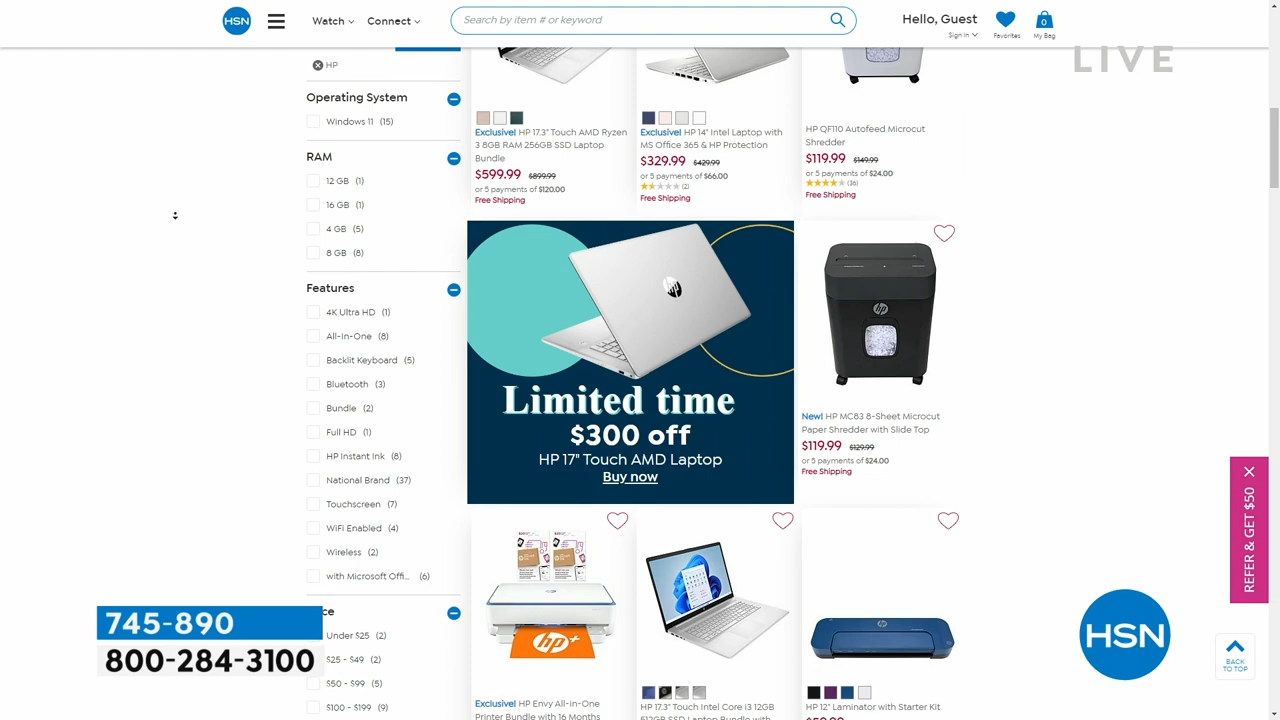 HSN
Watch
Connect
Search by item # or keyword
Hello, Guest
Sign In
Favorites
0
My Bag
LIVE
HP
Operating System
Windows 11 (15)
RAM
12 GB (1)
16 GB (1)
4 GB (5)
8 GB (8)
Features
4K Ultra HD (1)
All-In-One (8)
Backlit Keyboard (5)
Bluetooth (3)
Bundle (2)
Full HD (1)
HP Instant Ink (8)
National Brand (37)
Touchscreen (7)
WiFi Enabled (4)
Wireless (2)
with Microsoft Offi... (6)
ce
Under $25 (2)
$25 - $49 (2)
$50 - $99 (5)
$100 - $199 (9)
Exclusive! HP 17.3" Touch AMD Ryzen
3 8GB RAM 256GB SSD Laptop
Bundle
$599.99 $899.99
or 5 payments of $120.00
Free Shipping
Exclusive! HP 14" Intel Laptop with
MS Office 365 & HP Protection
$329.99 $429.99
or 5 payments of $66.00
(2)
Free Shipping
HP QF110 Autofeed Microcut
Shredder
$119.99 $149.99
or 5 payments of $24.00
(36)
Free Shipping
hp
Limited time
$300 off
HP 17" Touch AMD Laptop
Buy now
hp
New! HP MC83 8-Sheet Microcut
Paper Shredder with Slide Top
$119.99 $129.99
or 5 payments of $24.00
Free Shipping
hp+
Exclusive! HP Envy All-in-One
Printer Bundle with 16 Months
HP 17.3" Touch Intel Core i3 12GB
512GB SSD Laptop Bundle with
hp
HP 12" Laminator with Starter Kit
REFER & GET $50
HSN
BACK
TO TOP
745-890
800-284-3100